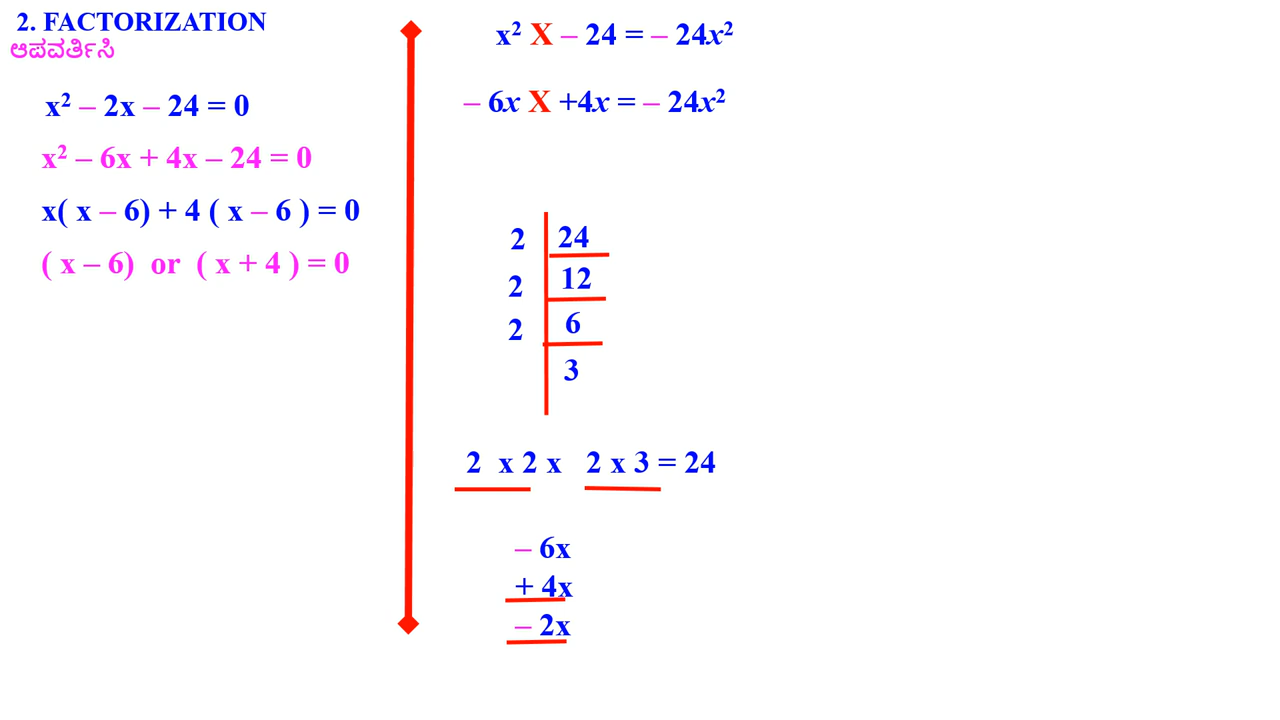 2. FACTORIZATION
ಆಪವರ್ತಿಸಿ
x² – 2x – 24 = 0
x² – 6x + 4x – 24 = 0
x( x – 6) + 4 ( x – 6 ) = 0
( x – 6) or ( x + 4 ) = 0
x² X – 24 = – 24x²
– 6x X +4x = – 24x²
2 24
2 12
2 6
3
2 x 2 x 2 x 3 = 24
– 6x
+ 4x
– 2x